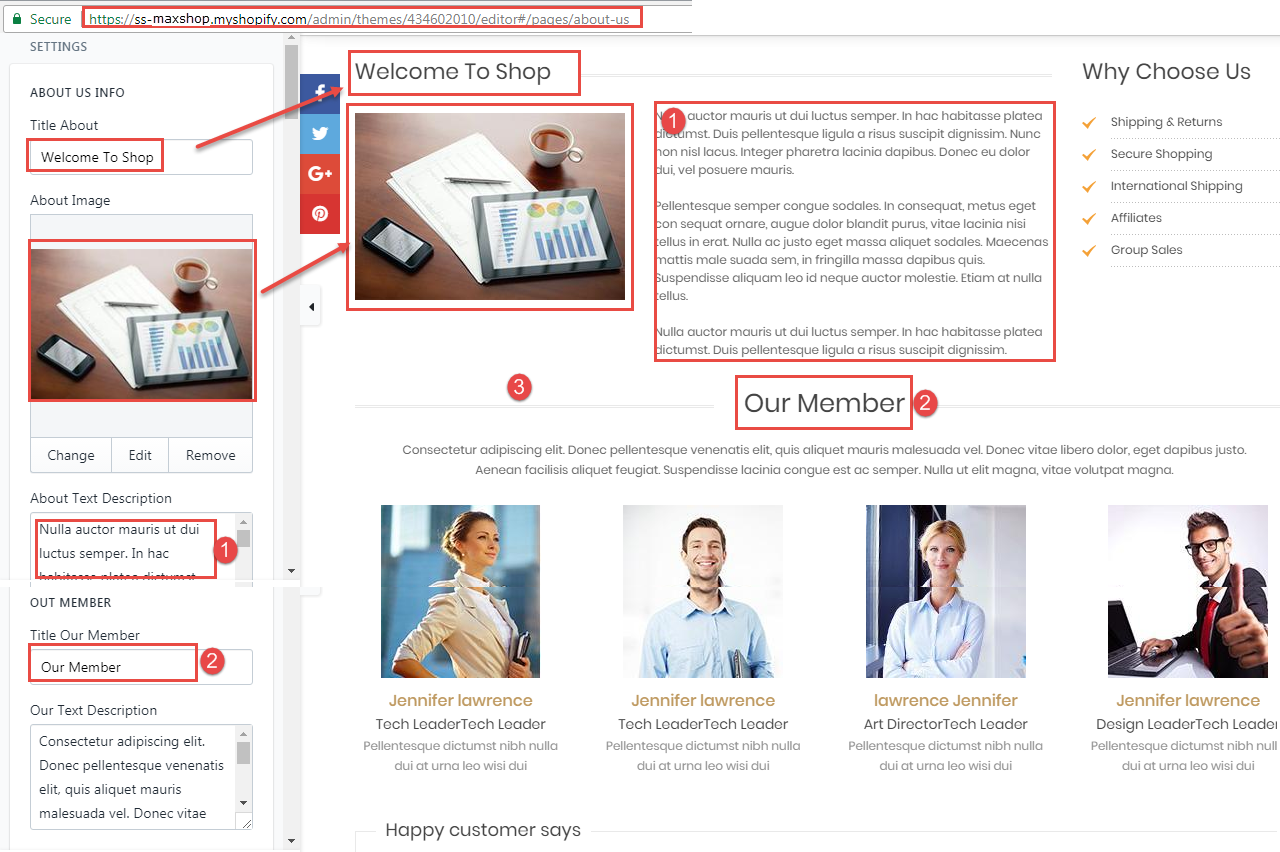 Secure
https://ss-maxshop.myshopify.com/admin/themes/434602010/editor#/pages/about-us
SETTINGS
ABOUT US INFO
Title About
Welcome To Shop
About Image
Change
Edit
Remove
About Text Description
Nulla auctor mauris ut dui
luctus semper. In hac
habitasse platea dictumst
1
OUT MEMBER
Title Our Member
Our Member
2
Our Text Description
Consectetur adipiscing elit.
Donec pellentesque venenatis
elit, quis aliquet mauris
malesuada vel. Donec vitae
G+
Welcome To Shop
1
auctor mauris ut dui luctus semper. In hac habitasse platea
dictumst. Duis pellentesque ligula a risus suscipit dignissim. Nunc
non nisl lacus. Integer pharetra lacinia dapibus. Donec eu dolor
dui, vel posuere mauris.
Pellentesque semper congue sodales. In consequat, metus eget
con sequat ornare, augue dolor blandit purus, vitae lacinia nisi
tellus in erat. Nulla ac justo eget massa aliquet sodales. Maecenas
mattis male suada sem, in fringilla massa dapibus quis.
Suspendisse aliquam leo id neque auctor molestie. Etiam at nulla
tellus.
Nulla auctor mauris ut dui luctus semper. In hac habitasse platea
dictumst. Duis pellentesque ligula a risus suscipit dignissim.
Why Choose Us
Shipping & Returns
Secure Shopping
International Shipping
Affiliates
Group Sales
3
Our Member
2
Consectetur adipiscing elit. Donec pellentesque venenatis elit, quis aliquet mauris malesuada vel. Donec vitae libero dolor, eget dapibus justo.
Aenean facilisis aliquet feugiat. Suspendisse lacinia congue est ac semper. Nulla ut elit magna, vitae volutpat magna.
Jennifer lawrence
Tech LeaderTech Leader
Pellentesque dictumst nibh nulla
dui at urna leo wisi dui
Jennifer lawrence
Tech LeaderTech Leader
Pellentesque dictumst nibh nulla
dui at urna leo wisi dui
lawrence Jennifer
Art DirectorTech Leader
Pellentesque dictumst nibh nulla
dui at urna leo wisi dui
Jennifer lawrence
Design LeaderTech Leader
Pellentesque dictumst nibh nulla
dui at urna leo wisi dui
Happy customer says